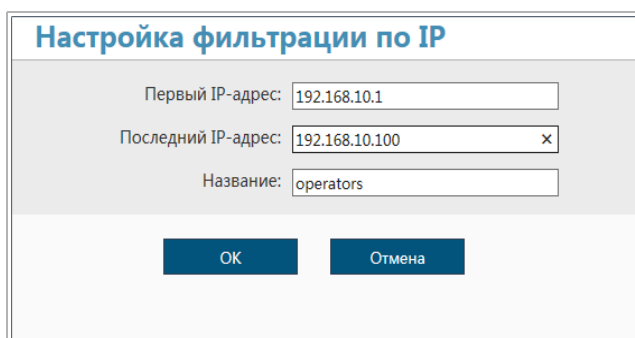 Настройка фильтрации по IP
Первый IP-адрес: 192.168.10.1
Последний IP-адрес: 192.168.10.100 ×
Название: operators
OK Отмена